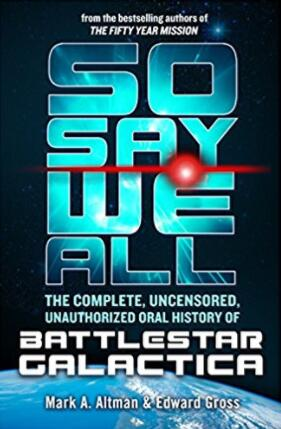 from the bestselling authors of
THE FIFTY YEAR MISSION
SO
SAY
WE
ALL
THE COMPLETE, UNCENSORED,
UNAUTHORIZED ORAL HISTORY OF
BATTLESTAR
GALACTICA
Mark A. Altman & Edward Gross